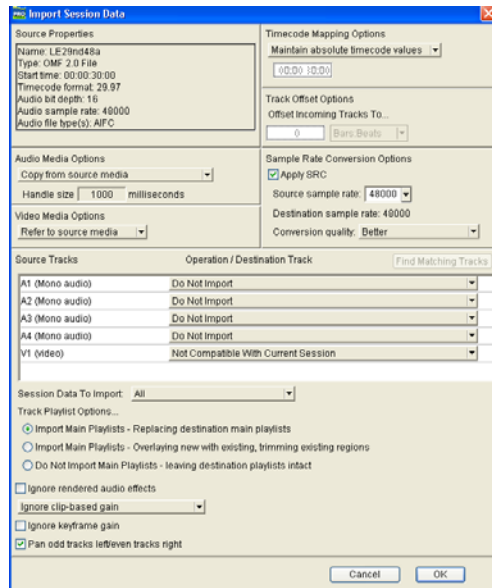 PRO Import Session Data
Source Properties
Name: LE29nd48a
Type: OMF 2.0 File
Start time: 00:00:30:00
Timecode format: 29.97
Audio bit depth: 16
Audio sample rate: 48000
Audio file type(s): AIFC
Timecode Mapping Options
Maintain absolute timecode values
Track Offset Options
Offset Incoming Tracks To...
0 Bars:Beats
Audio Media Options
Copy from source media
Handle size 1000 milliseconds
Video Media Options
Refer to source media
Sample Rate Conversion Options
Apply SRC
Source sample rate: 48000
Destination sample rate: 48000
Conversion quality: Better
Source Tracks Operation / Destination Track Find Matching Tracks
A1 (Mono audio) Do Not Import
A2 (Mono audio) Do Not Import
A3 (Mono audio) Do Not Import
A4 (Mono audio) Do Not Import
V1 (video) Not Compatible With Current Session
Session Data To Import: All
Track Playlist Options...
Import Main Playlists - Replacing destination main playlists
Import Main Playlists - Overlaying new with existing, trimming existing regions
Do Not Import Main Playlists - leaving destination playlists intact
Ignore rendered audio effects
Ignore clip-based gain
Ignore keyframe gain
Pan odd tracks left/even tracks right
Cancel OK